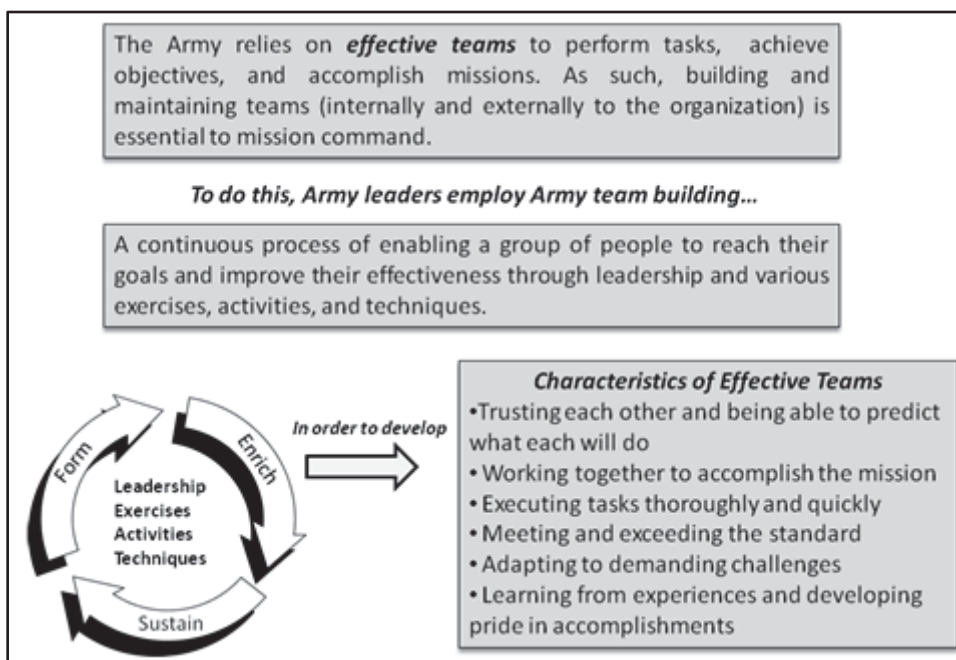 The Army relies on effective teams to perform tasks, achieve
objectives, and accomplish missions. As such, building and
maintaining teams (internally and externally to the organization) is
essential to mission command.
To do this, Army leaders employ Army team building...
A continuous process of enabling a group of people to reach their
goals and improve their effectiveness through leadership and various
exercises, activities, and techniques.
Form
Enrich
Sustain
Leadership
Exercises
Activities
Techniques
In order to develop
Characteristics of Effective Teams
•Trusting each other and being able to predict
what each will do
• Working together to accomplish the mission
• Executing tasks thoroughly and quickly
• Meeting and exceeding the standard
• Adapting to demanding challenges
• Learning from experiences and developing
pride in accomplishments